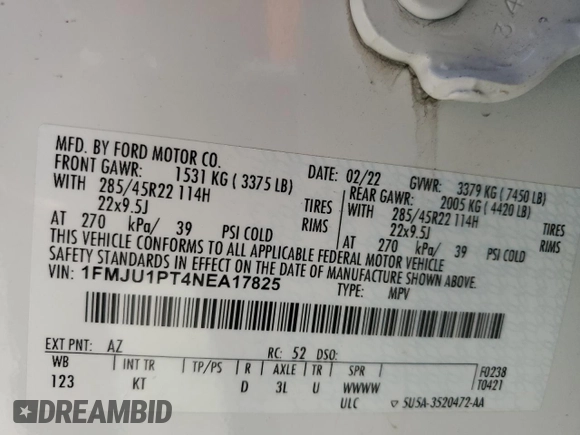 34
MFD. BY FORD MOTOR CO.
DATE: 02/22
GVWR: 3379 KG ( 7450 LB)
FRONT GAWR: 1531 KG ( 3375 LB)
REAR GAWR: 2005 KG ( 4420 LB)
WITH 285/45R22 114H TIRES
WITH 285/45R22 114H TIRES
22x9.5J RIMS
22x9.5J RIMS
AT 270 kPa/ 39 PSI COLD
AT 270 kPa/ 39 PSI COLD
THIS VEHICLE CONFORMS TO ALL APPLICABLE FEDERAL MOTOR VEHICLE
SAFETY STANDARDS IN EFFECT ON THE DATE OF MANUFACTURE SHOWN ABOVE.
VIN: 1FMJU1PT4NEA17825
TYPE: MPV
EXT PNT: AZ RC: 52 DSO:
WB INT TR TP/PS R AXLE TR SPR F0238
123 KT D 3L U WWWW T0421
ULC 5U5A-3520472-AA
DREAMBID